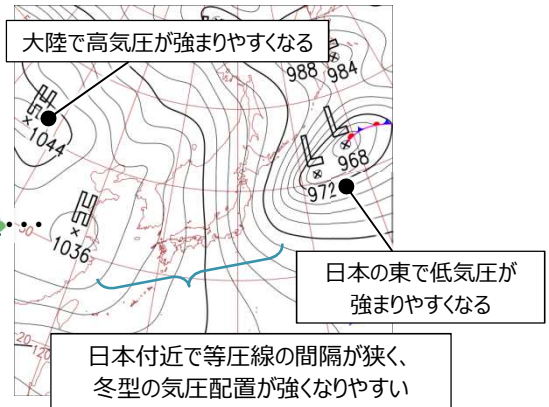 大陸で高気圧が強まりやすくなる
988 984
H
1044
L
L
968
972
H
1036
日本の東で低気圧が
強まりやすくなる
日本付近で等圧線の間隔が狭く、
冬型の気圧配置が強くなりやすい
20
120